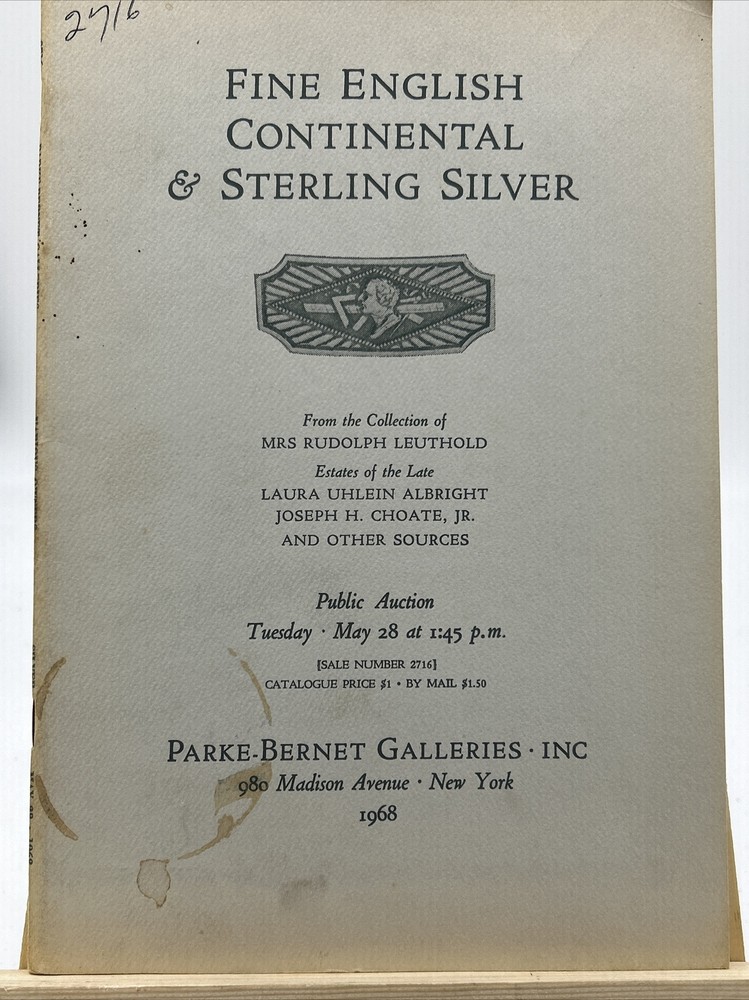 2716
FINE ENGLISH
CONTINENTAL
& STERLING SILVER
From the Collection of
MRS RUDOLPH LEUTHOLD
Estates of the Late
LAURA UIHLEIN ALBRIGHT
JOSEPH H. CHOATE, JR.
AND OTHER SOURCES
Public Auction
Tuesday · May 28 at 1:45 p.m.
[SALE NUMBER 2716]
CATALOGUE PRICE $1 • BY MAIL $1.50
PARKE-BERNET GALLERIES · INC
980 Madison Avenue · New York
1968